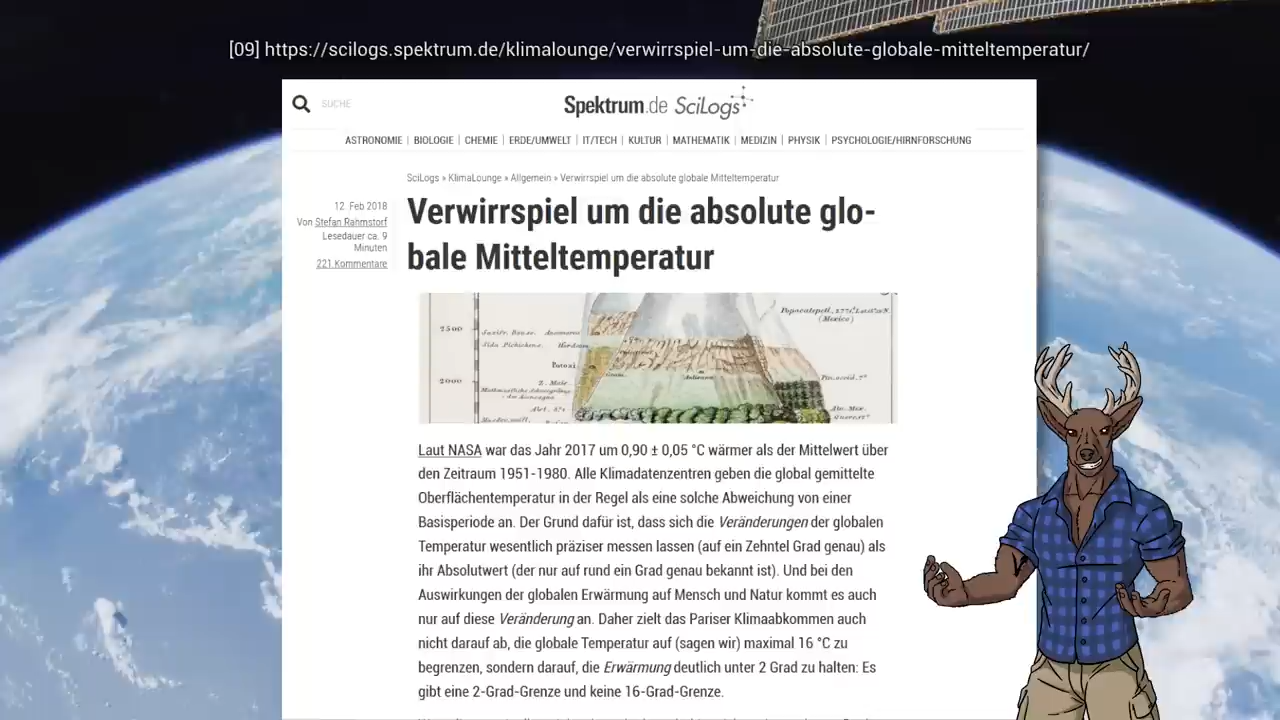 [09] https://scilogs.spektrum.de/klimalounge/verwirrspiel-um-die-absolute-globale-mitteltemperatur/
SUCHE
Spektrum.de SciLogs
ASTRONOMIE | BIOLOGIE | CHEMIE | ERDE/UMWELT | IT/TECH | KULTUR | MATHEMATIK | MEDIZIN | PHYSIK | PSYCHOLOGIE/HIRNFORSCHUNG
SciLogs » KlimaLounge » Allgemein » Verwirrspiel um die absolute globale Mitteltemperatur
12. Feb 2018
Von Stefan Rahmstorf
Lesedauer ca. 9
Minuten
221 Kommentare
Verwirrspiel um die absolute glo-
bale Mitteltemperatur
2500
2000
(Mexico)
Laut NASA war das Jahr 2017 um 0,90 ± 0,05 °C wärmer als der Mittelwert über
den Zeitraum 1951-1980. Alle Klimadatenzentren geben die global gemittelte
Oberflächentemperatur in der Regel als eine solche Abweichung von einer
Basisperiode an. Der Grund dafür ist, dass sich die Veränderungen der globalen
Temperatur wesentlich präziser messen lassen (auf ein Zehntel Grad genau) als
ihr Absolutwert (der nur auf rund ein Grad genau bekannt ist). Und bei den
Auswirkungen der globalen Erwärmung auf Mensch und Natur kommt es auch
nur auf diese Veränderung an. Daher zielt das Pariser Klimaabkommen auch
nicht darauf ab, die globale Temperatur auf (sagen wir) maximal 16 °C zu
begrenzen, sondern darauf, die Erwärmung deutlich unter 2 Grad zu halten: Es
gibt eine 2-Grad-Grenze und keine 16-Grad-Grenze.